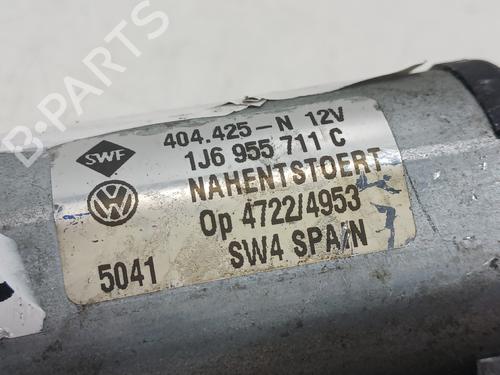 B-Parts
SWF
404.425-N 12V
1J6 955 711 C
NAHENTSTOERT
Op 4722/4953
5041
SW4 SPAIN